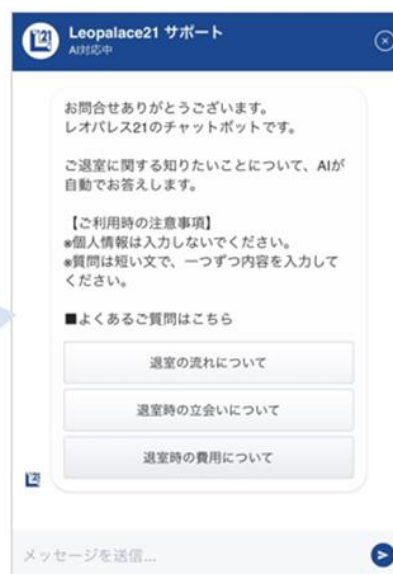 Leopalace21 サポート
AI対応中
お問合せありがとうございます。
レオパレス21のチャットボットです。
ご退室に関する知りたいことについて、AIが
自動でお答えします。
【ご利用時の注意事項】
※個人情報は入力しないでください。
※質問は短い文で、一つずつ内容を入力して
ください。
■よくあるご質問はこちら
退室の流れについて
退室時の立会いについて
退室時の費用について
メッセージを送信...